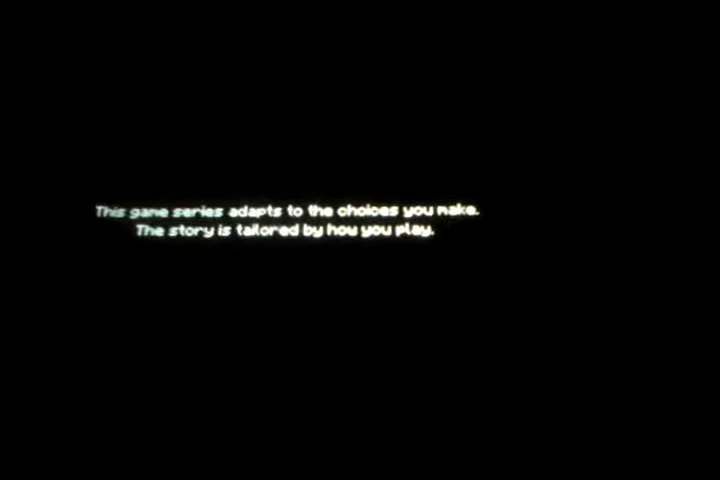 This game series adapts to the choices you make.
The story is tailored by how you play.